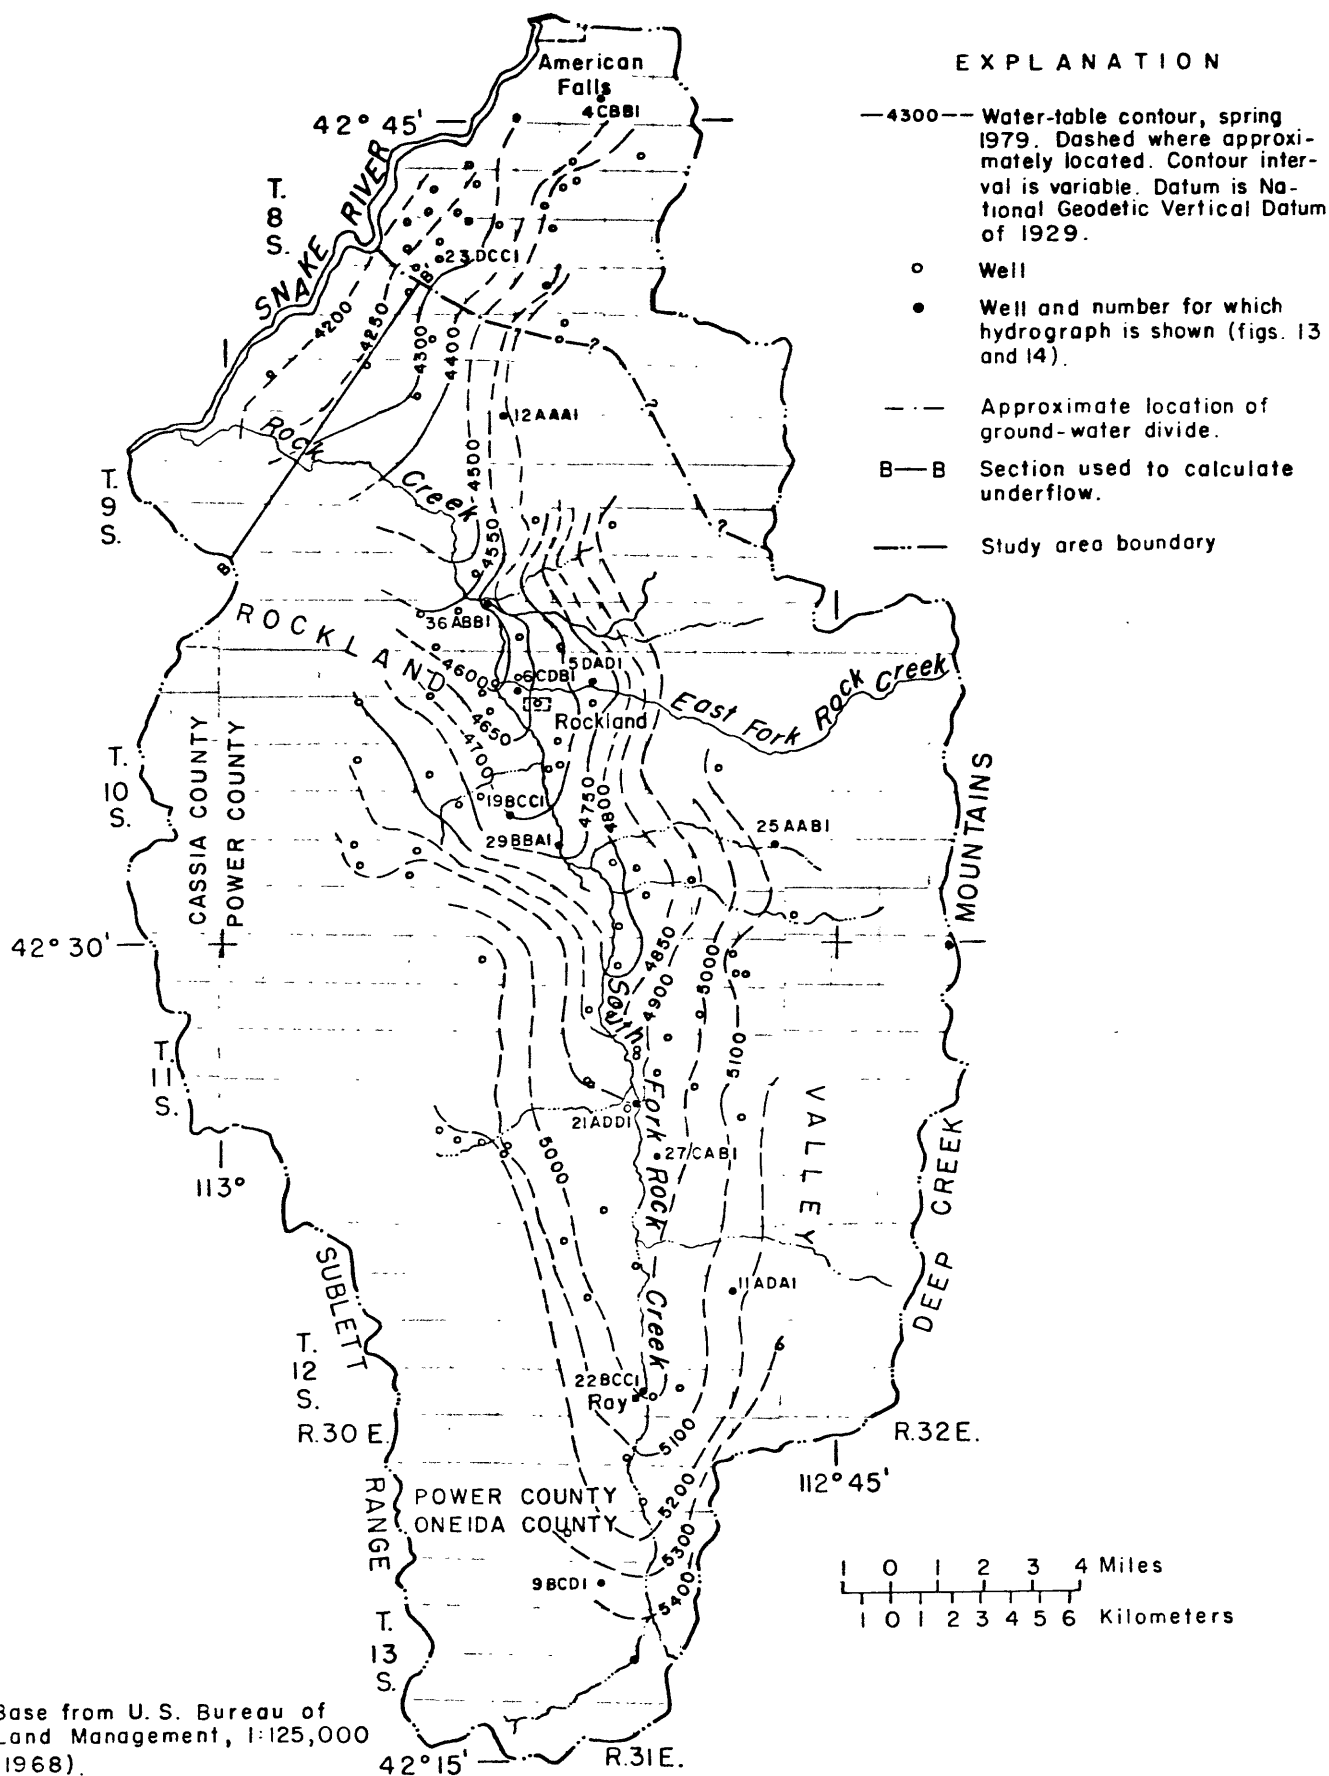 American
Falls
4CBB1
42° 45'
SNAKE RIVER
T.
8
S.
23DCC1
B'
4200
4250
4300
4400
?
?
?
?
12AAA1
Rock
Creek
4500
4550
T.
9
S.
B
36ABB1
ROCKLAND
4600
6CDB1
5DAD1
Rockland
East Fork Rock Creek
4650
4700
T.
10
S.
CASSIA COUNTY
POWER COUNTY
19BCC1
29BBA1
4750
4800
25AAB1
MOUNTAINS
42° 30'
4850
4900
5000
5100
South
Fork
Rock
Creek
T.
11
S.
21ADD1
27CAB1
VALLEY
113°
5000
DEEP CREEK
SUBLETT
RANGE
11ADA1
T.
12
S.
22BCC1
Ray
R.30 E.
R.32E.
5100
112° 45'
5200
POWER COUNTY
ONEIDA COUNTY
5300
9BCD1
5400
T.
13
S.
42° 15'
R.31E.
EXPLANATION
—4300-- Water-table contour, spring
1979. Dashed where approxi-
mately located. Contour inter-
val is variable. Datum is Na-
tional Geodetic Vertical Datum
of 1929.
Well
Well and number for which
hydrograph is shown (figs. 13
and 14).
Approximate location of
ground-water divide.
B—B Section used to calculate
underflow.
Study area boundary
1 0 1 2 3 4 Miles
1 0 1 2 3 4 5 6 Kilometers
Base from U.S. Bureau of
Land Management, 1:125,000
1968).